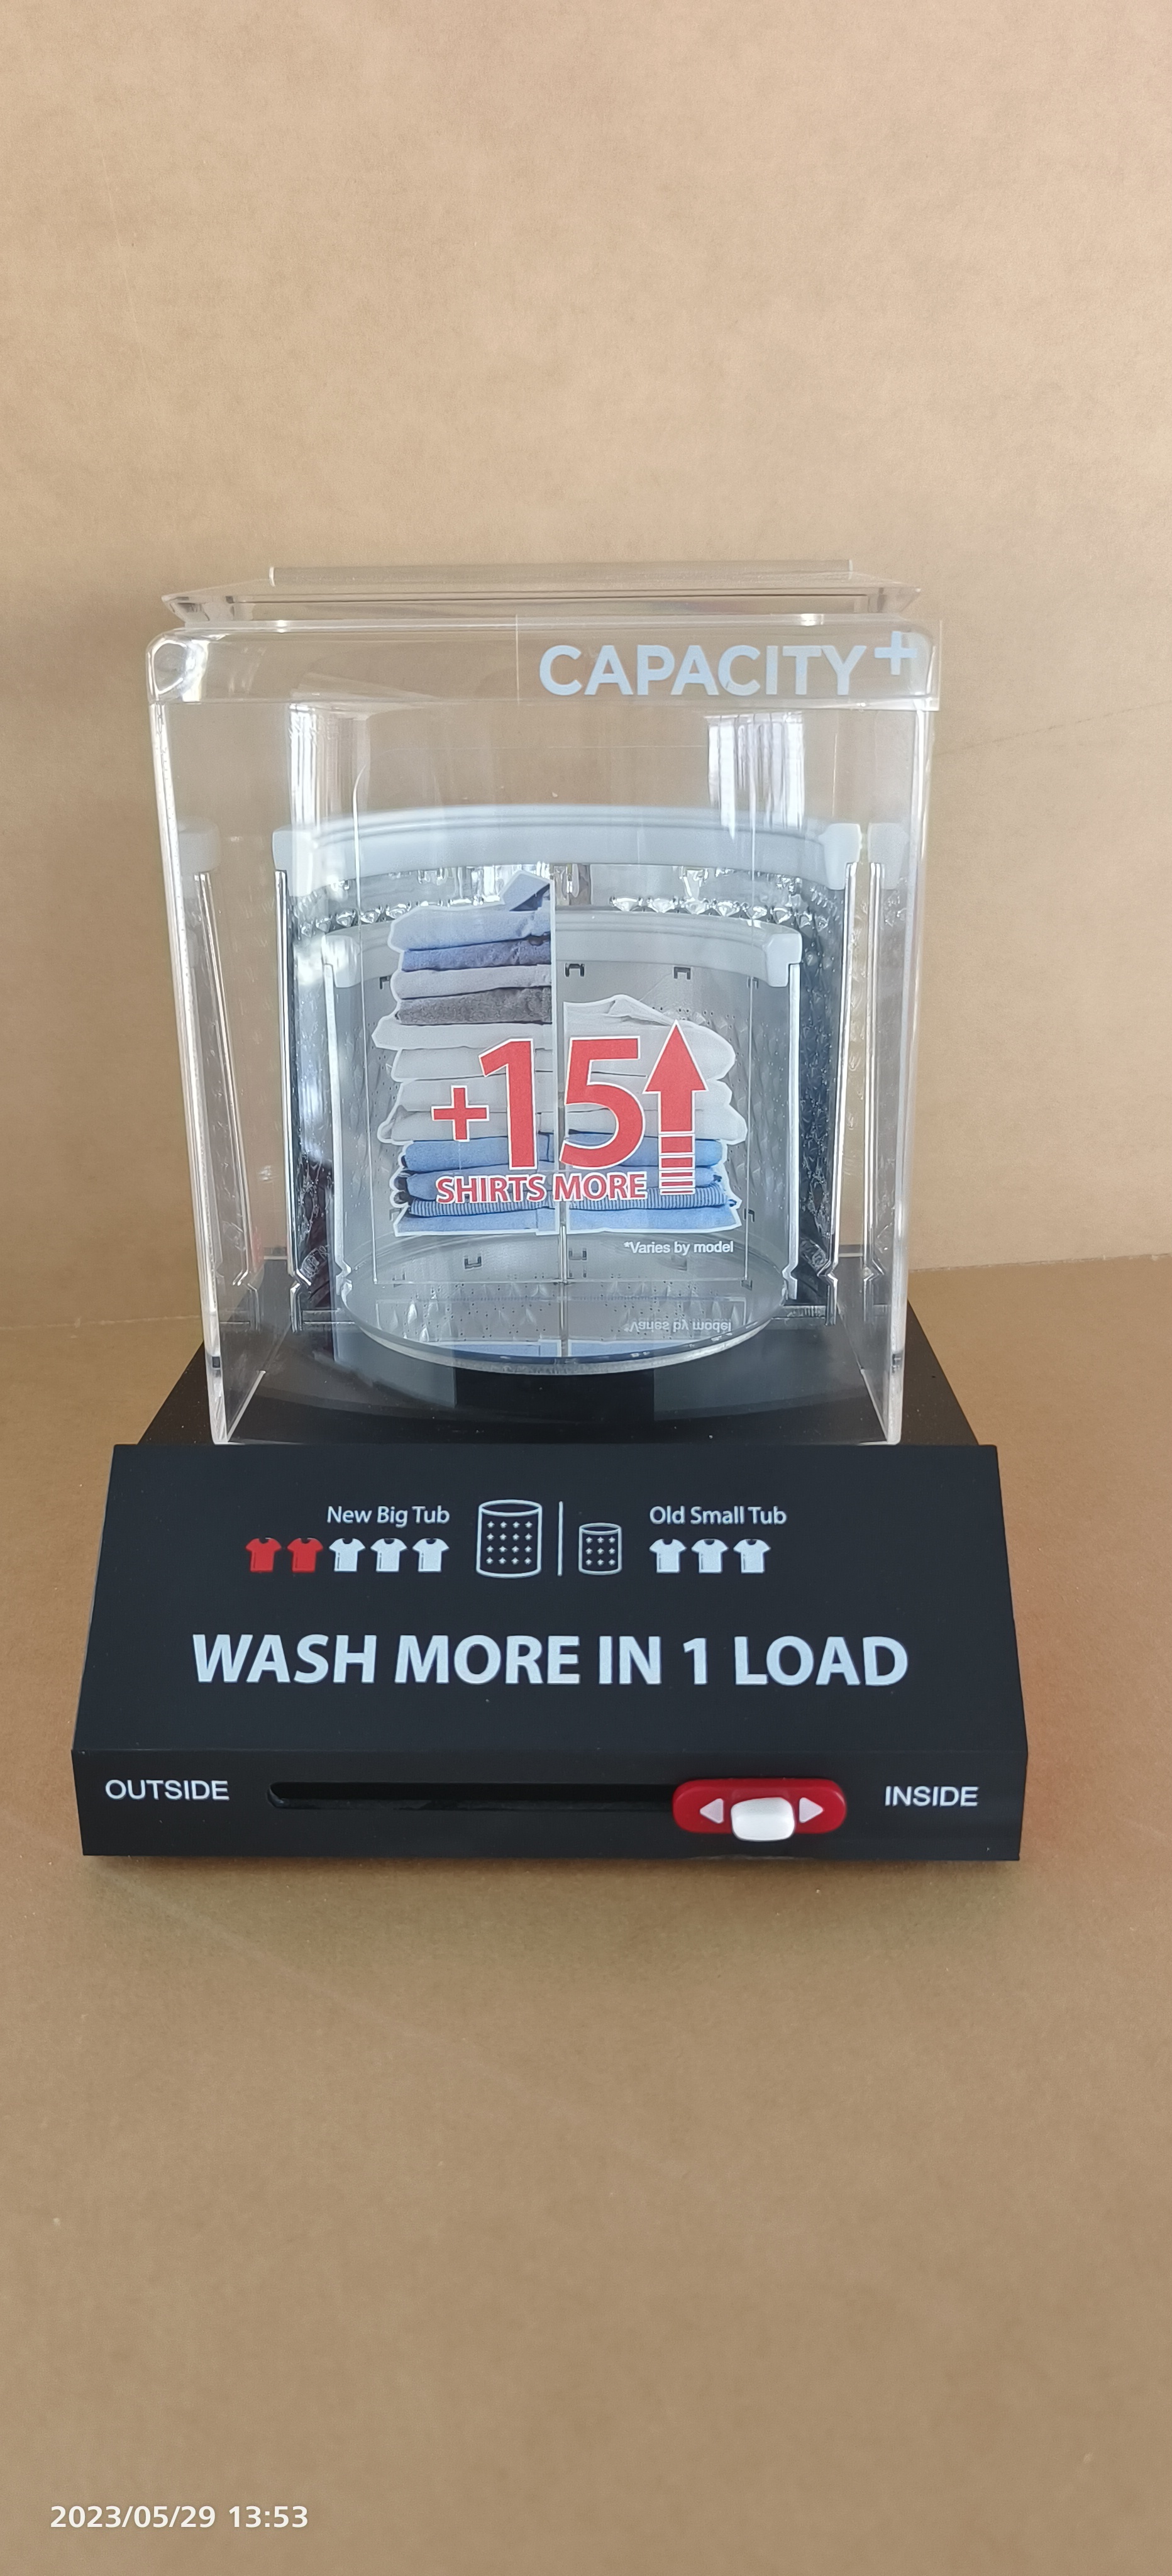 CAPACITY+
+15
SHIRTS MORE
*Varies by model
*Varies by model
New Big Tub
Old Small Tub
WASH MORE IN 1 LOAD
OUTSIDE
INSIDE
2023/05/29 13:53